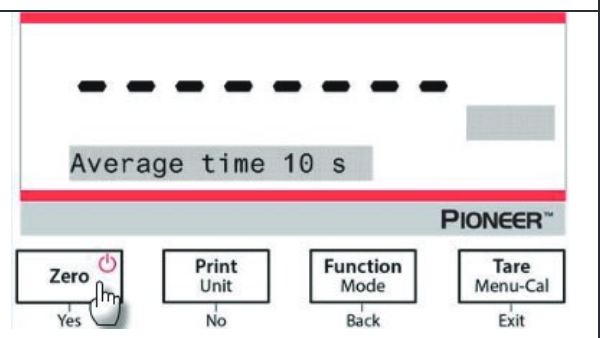 --------
Average time 10 s
PIONEER™
Zero Print Function Tare
Unit Mode Menu-Cal
Yes No Back Exit